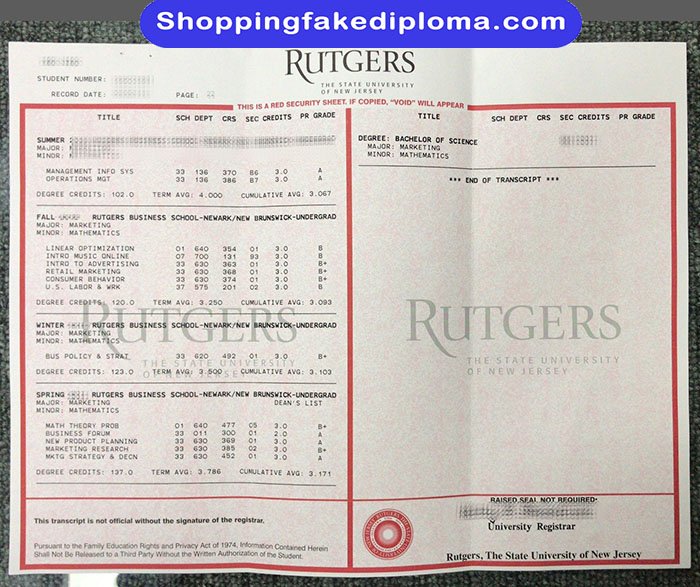 Shoppingfakediploma.com
RUTGERS
THE STATE UNIVERSITY
OF NEW JERSEY
STUDENT NUMBER:
RECORD DATE:
PAGE:
THIS IS A RED SECURITY SHEET. IF COPIED, "VOID" WILL APPEAR
TITLE SCH DEPT CRS SEC CREDITS PR GRADE
SUMMER
MAJOR:
MINOR:
MANAGEMENT INFO SYS 33 136 370 B6 3.0 A
OPERATIONS MGT 33 136 386 B7 3.0 A
DEGREE CREDITS: 102.0 TERM AVG: 4.000 CUMULATIVE AVG: 3.067
FALL RUTGERS BUSINESS SCHOOL-NEWARK/NEW BRUNSWICK-UNDERGRAD
MAJOR: MARKETING
MINOR: MATHEMATICS
LINEAR OPTIMIZATION 01 640 354 01 3.0 B
INTRO MUSIC ONLINE 07 700 131 93 3.0 B
INTRO TO ADVERTISING 33 630 363 01 3.0 B+
RETAIL MARKETING 33 630 368 01 3.0 B+
CONSUMER BEHAVIOR 33 630 374 01 3.0 B+
U.S. LABOR & WRK 37 575 201 02 3.0 B
DEGREE CREDITS: 120.0 TERM AVG: 3.250 CUMULATIVE AVG: 3.093
WINTER RUTGERS BUSINESS SCHOOL-NEWARK/NEW BRUNSWICK-UNDERGRAD
MAJOR: MARKETING
MINOR: MATHEMATICS
BUS POLICY & STRAT 33 620 492 01 3.0 B+
DEGREE CREDITS: 123.0 TERM AVG: 3.500 CUMULATIVE AVG: 3.103
SPRING RUTGERS BUSINESS SCHOOL-NEWARK/NEW BRUNSWICK-UNDERGRAD
MAJOR: MARKETING DEAN'S LIST
MINOR: MATHEMATICS
MATH THEORY PROB 01 640 477 05 3.0 B+
BUSINESS FORUM 33 011 300 01 2.0 A
NEW PRODUCT PLANNING 33 630 369 01 3.0 A
MARKETING RESEARCH 33 630 385 02 3.0 B+
MKTG STRATEGY & DECN 33 630 452 01 3.0 A
DEGREE CREDITS: 137.0 TERM AVG: 3.786 CUMULATIVE AVG: 3.171
RUTGERS
THE STATE UNIVERSITY
OF NEW JERSEY
This transcript is not official without the signature of the registrar.
Pursuant to the Family Education Rights and Privacy Act of 1974, Information Contained Herein
Shall Not Be Released to a Third Party Without the Written Authorization of the Student.
TITLE SCH DEPT CRS SEC CREDITS PR GRADE
DEGREE: BACHELOR OF SCIENCE
MAJOR: MARKETING
MINOR: MATHEMATICS
*** END OF TRANSCRIPT ***
RUTGERS
THE STATE UNIVERSITY
OF NEW JERSEY
RAISED SEAL NOT REQUIRED
University Registrar
Rutgers, The State University of New Jersey